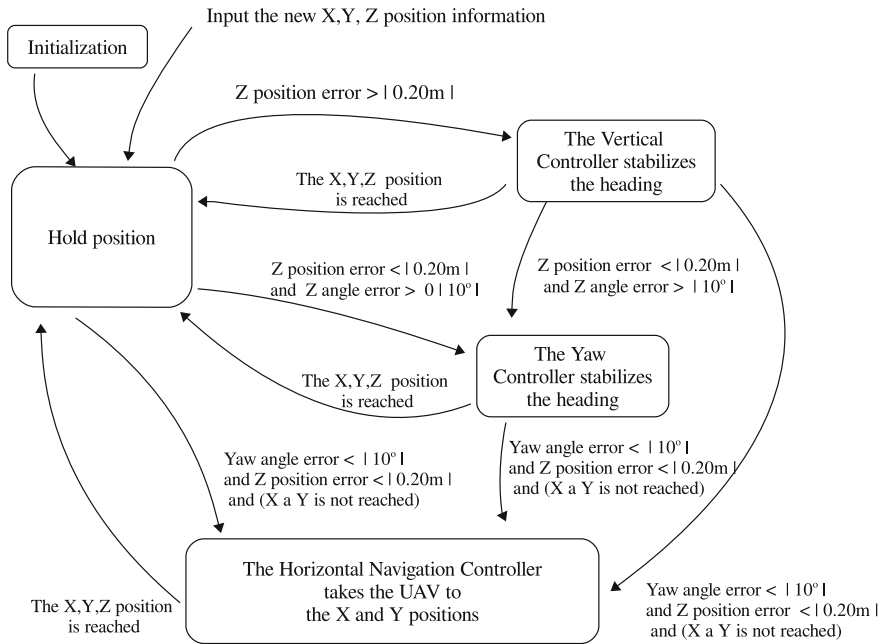 Input the new X,Y, Z position information
Initialization
Z position error > | 0.20m |
The Vertical
Controller stabilizes
the heading
The X,Y,Z position
is reached
Hold position
Z position error < | 0.20m |
and Z angle error > 0 | 10º |
Z position error < | 0.20m |
and Z angle error > | 10º |
The Yaw
Controller stabilizes
the heading
The X,Y,Z position
is reached
Yaw angle error < | 10º |
and Z position error < | 0.20m |
and (X a Y is not reached)
Yaw angle error < | 10º |
and Z position error < | 0.20m |
and (X a Y is not reached)
The Horizontal Navigation Controller
takes the UAV to
the X and Y positions
The X,Y,Z position
is reached
Yaw angle error < | 10º |
and Z position error < | 0.20m |
and (X a Y is not reached)